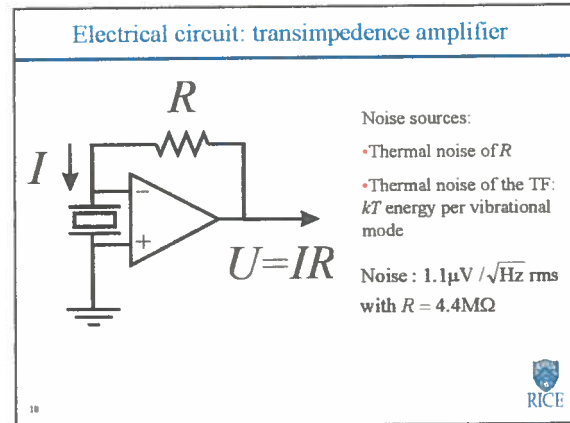 Electrical circuit: transimpedence amplifier
R
I
−
+
U=IR
Noise sources:
•Thermal noise of R
•Thermal noise of the TF:
kT energy per vibrational
mode
Noise : 1.1μV /√Hz rms
with R = 4.4MΩ
18
RICE